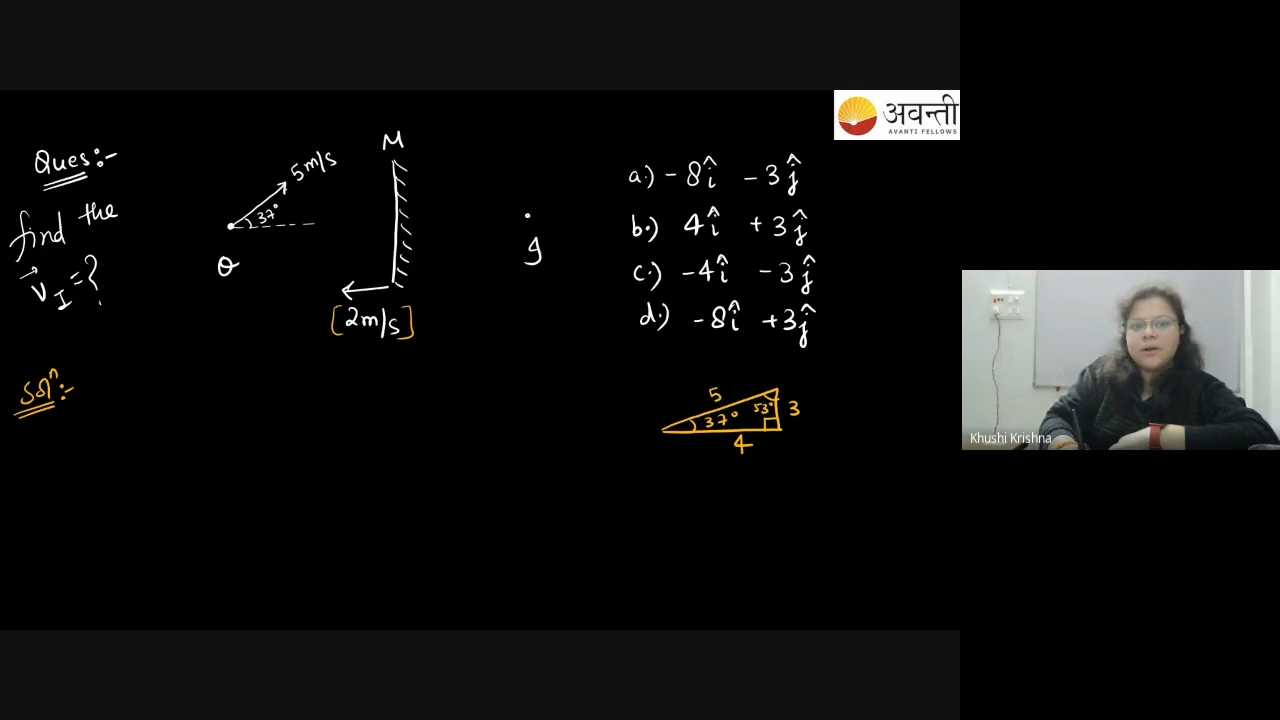 Ques:-
find the
v⃗I = ?
M
5m/s
37°
O
[2m/s]
g
a.) -8î -3ĵ
b.) 4î +3ĵ
c.) -4î -3ĵ
d.) -8î +3ĵ
अवन्ती
AVANTI FELLOWS
Solⁿ:-
5
37°
53°
3
4
Khushi Krishna